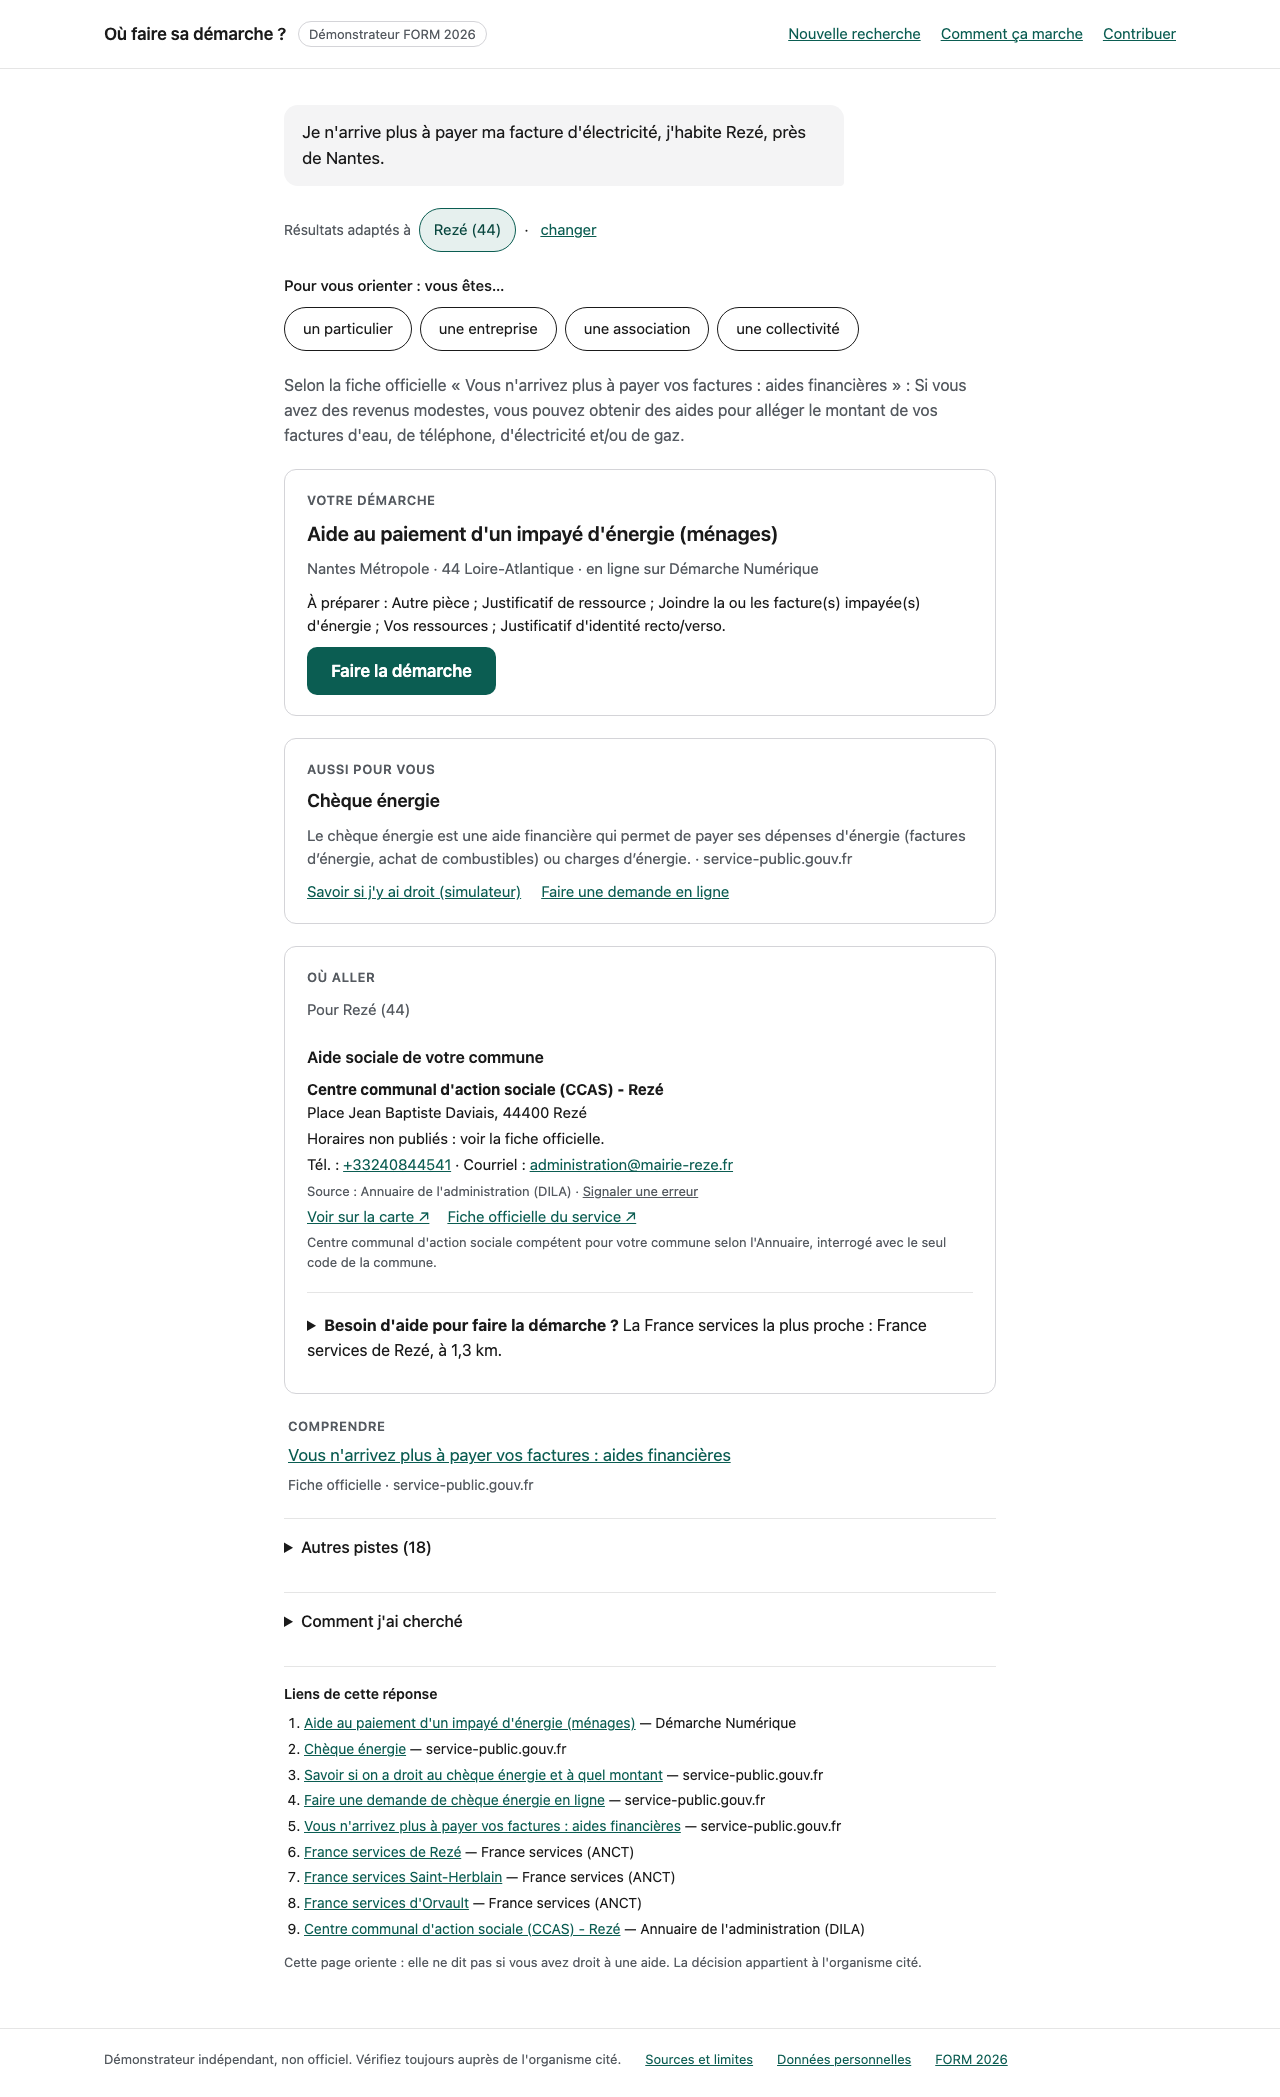 Où faire sa démarche ?
Démonstrateur FORM 2026
Nouvelle recherche
Comment ça marche
Contribuer
Je n'arrive plus à payer ma facture d'électricité, j'habite Rezé, près
de Nantes.
Résultats adaptés à Rezé (44) · changer
Pour vous orienter : vous êtes...
un particulier
une entreprise
une association
une collectivité
Selon la fiche officielle « Vous n'arrivez plus à payer vos factures : aides financières » : Si vous
avez des revenus modestes, vous pouvez obtenir des aides pour alléger le montant de vos
factures d'eau, de téléphone, d'électricité et/ou de gaz.
VOTRE DÉMARCHE
Aide au paiement d'un impayé d'énergie (ménages)
Nantes Métropole · 44 Loire-Atlantique · en ligne sur Démarche Numérique
À préparer : Autre pièce ; Justificatif de ressource ; Joindre la ou les facture(s) impayée(s)
d'énergie ; Vos ressources ; Justificatif d'identité recto/verso.
Faire la démarche
AUSSI POUR VOUS
Chèque énergie
Le chèque énergie est une aide financière qui permet de payer ses dépenses d'énergie (factures
d’énergie, achat de combustibles) ou charges d’énergie. · service-public.gouv.fr
Savoir si j'y ai droit (simulateur)
Faire une demande en ligne
OÙ ALLER
Pour Rezé (44)
Aide sociale de votre commune
Centre communal d'action sociale (CCAS) - Rezé
Place Jean Baptiste Daviais, 44400 Rezé
Horaires non publiés : voir la fiche officielle.
Tél. : +33240844541 · Courriel : administration@mairie-reze.fr
Source : Annuaire de l'administration (DILA) · Signaler une erreur
Voir sur la carte ↗ Fiche officielle du service ↗
Centre communal d'action sociale compétent pour votre commune selon l'Annuaire, interrogé avec le seul
code de la commune.
▶ Besoin d'aide pour faire la démarche ? La France services la plus proche : France
services de Rezé, à 1,3 km.
COMPRENDRE
Vous n'arrivez plus à payer vos factures : aides financières
Fiche officielle · service-public.gouv.fr
▶ Autres pistes (18)
▶ Comment j'ai cherché
Liens de cette réponse
1. Aide au paiement d'un impayé d'énergie (ménages) — Démarche Numérique
2. Chèque énergie — service-public.gouv.fr
3. Savoir si on a droit au chèque énergie et à quel montant — service-public.gouv.fr
4. Faire une demande de chèque énergie en ligne — service-public.gouv.fr
5. Vous n'arrivez plus à payer vos factures : aides financières — service-public.gouv.fr
6. France services de Rezé — France services (ANCT)
7. France services Saint-Herblain — France services (ANCT)
8. France services d'Orvault — France services (ANCT)
9. Centre communal d'action sociale (CCAS) - Rezé — Annuaire de l'administration (DILA)
Cette page oriente : elle ne dit pas si vous avez droit à une aide. La décision appartient à l'organisme cité.
Démonstrateur indépendant, non officiel. Vérifiez toujours auprès de l'organisme cité.
Sources et limites
Données personnelles
FORM 2026